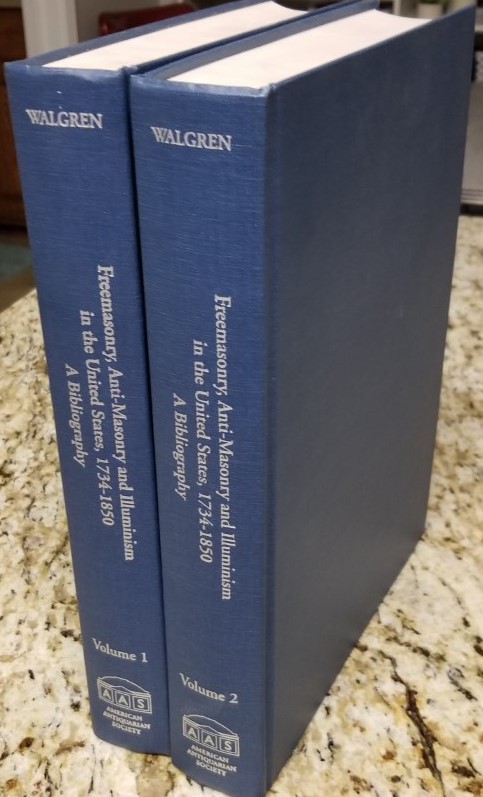 WALGREN
Freemasonry, Anti-Masonry and Illuminism
in the United States, 1734-1850
A Bibliography
Volume 1
AAS
AMERICAN
ANTIQUARIAN
SOCIETY
WALGREN
Freemasonry, Anti-Masonry and Illuminism
in the United States, 1734-1850
A Bibliography
Volume 2
AAS
AMERICAN
ANTIQUARIAN
SOCIETY